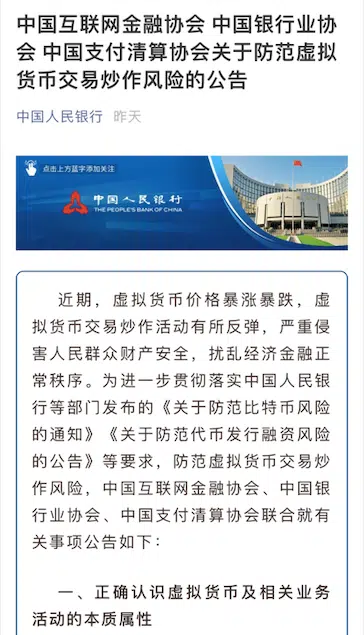 中国互联网金融协会 中国银行业协
会 中国支付清算协会关于防范虚拟
货币交易炒作风险的公告
中国人民银行 昨天
点击上方蓝字添加关注
中国人民银行
THE PEOPLE'S BANK OF CHINA
近期，虚拟货币价格暴涨暴跌，虚
拟货币交易炒作活动有所反弹，严重侵
害人民群众财产安全，扰乱经济金融正
常秩序。为进一步贯彻落实中国人民银
行等部门发布的《关于防范比特币风险
的通知》《关于防范代币发行融资风险
的公告》等要求，防范虚拟货币交易炒
作风险，中国互联网金融协会、中国银
行业协会、中国支付清算协会联合就有
关事项公告如下：
一、正确认识虚拟货币及相关业务
活动的本质属性